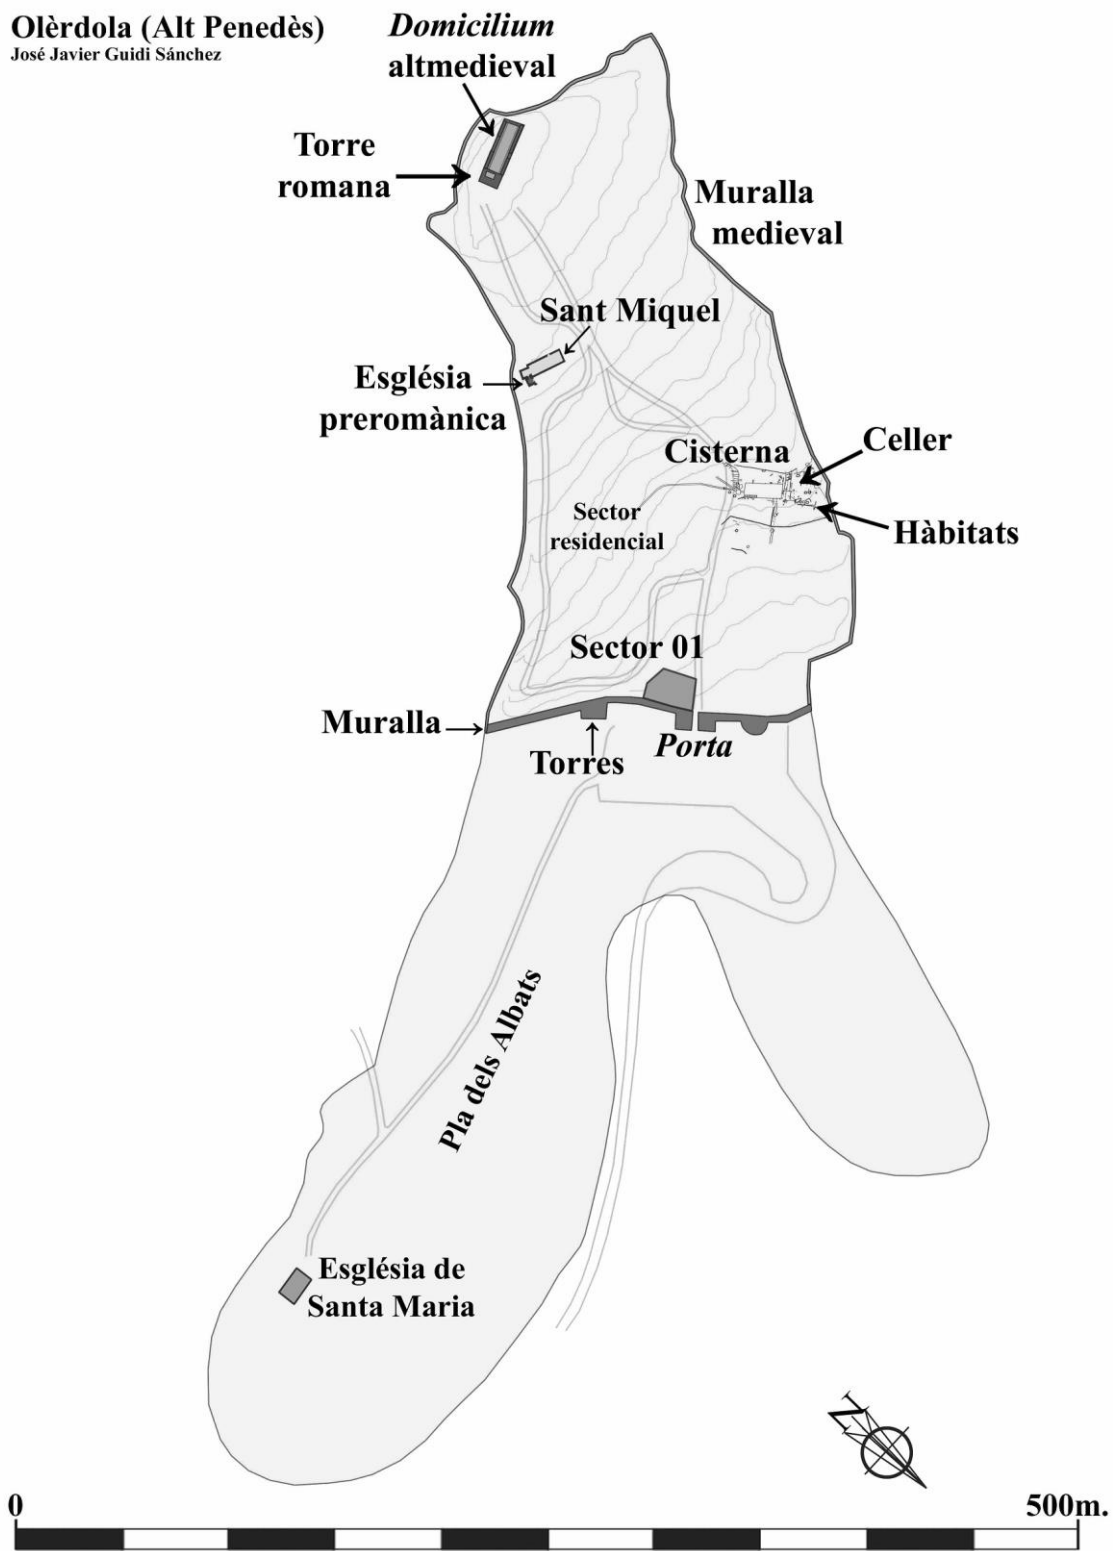 Olèrdola (Alt Penedès)
José Javier Guidi Sánchez
Domicilium
altmedieval
Torre
romana
Muralla
medieval
Sant Miquel
Església
preromànica
Cisterna
Celler
Sector
residencial
Hàbitats
Sector 01
Muralla
Torres
Porta
Pla dels Albats
Església de
Santa Maria
N
0
500m.